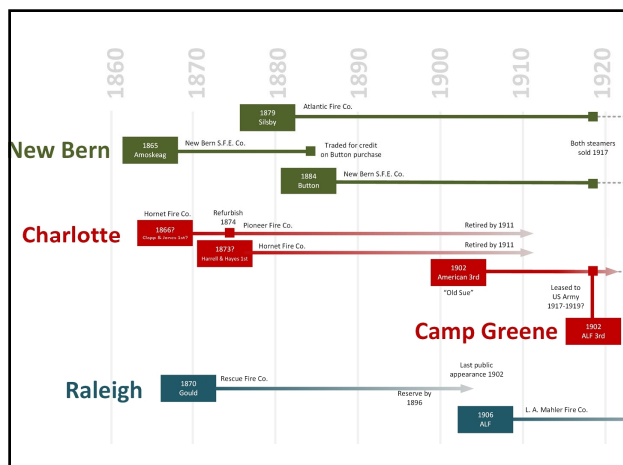 1860
1870
1880
1890
1900
1910
1920
Atlantic Fire Co.
1879
Silsby
New Bern
New Bern S.F.E. Co.
1865
Amoskeag
Traded for credit
on Button purchase
Both steamers
sold 1917
New Bern S.F.E. Co.
1884
Button
Charlotte
Hornet Fire Co.
1866?
Clapp & Jones 1st?
Refurbish
1874
Pioneer Fire Co.
Retired by 1911
1873?
Harrell & Hayes 1st
Hornet Fire Co.
Retired by 1911
1902
American 3rd
"Old Sue"
Leased to
US Army
1917-1919?
Camp Greene
1902
ALF 3rd
Raleigh
1870
Gould
Rescue Fire Co.
Reserve by
1896
Last public
appearance 1902
1906
ALF
L. A. Mahler Fire Co.